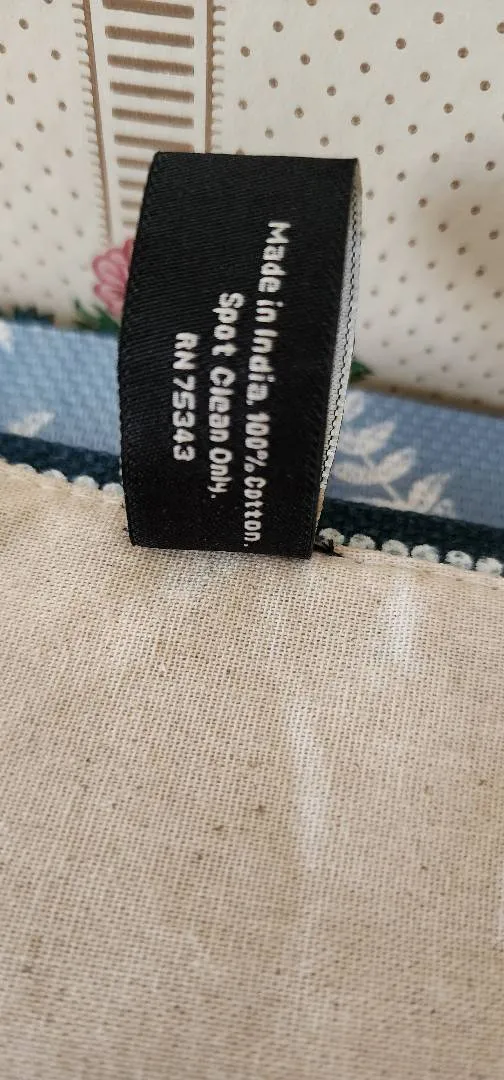 Made in India. 100% Cotton.
Spot Clean Only.
RN 75343